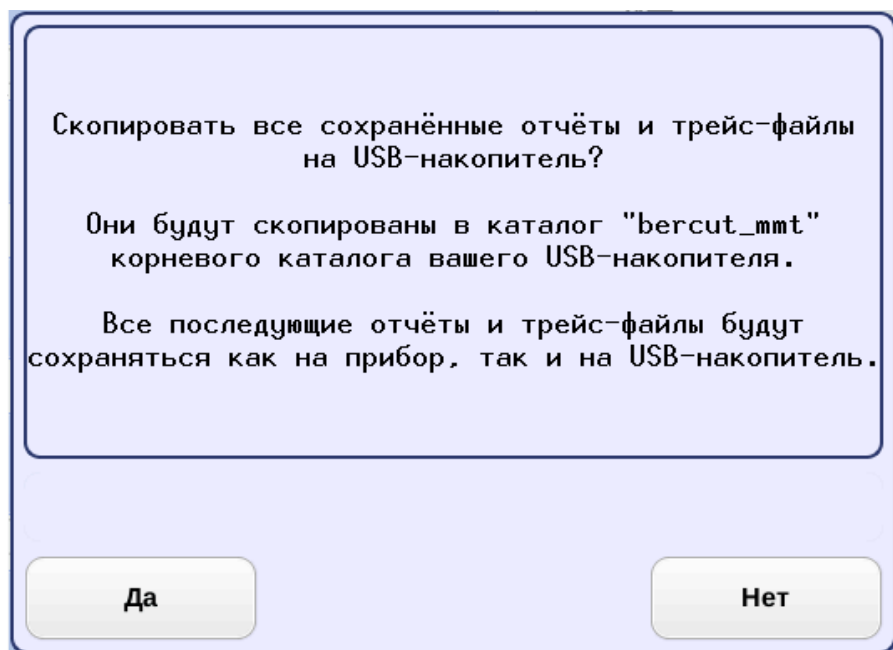 Скопировать все сохранённые отчёты и трейс-файлы
на USB-накопитель?
Они будут скопированы в каталог "bercut_mmt"
корневого каталога вашего USB-накопителя.
Все последующие отчёты и трейс-файлы будут
сохраняться как на прибор, так и на USB-накопитель.
Да
Нет